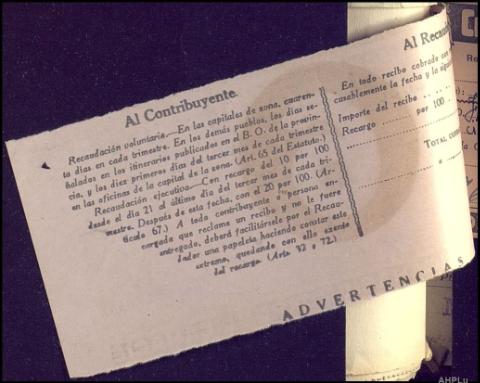 Al Contribuyente
Recaudación voluntaria.—En las capitales de zona, cuaren-
ta días en cada trimestre. En los demás pueblos, los días se-
ñalados en los itinerarios publicados en el B. O. de la provin-
cia, y los diez primeros días del tercer mes de cada trimestre
en las oficinas de la capital de la zona. (Art. 65 del Estatuto.)
Recaudación ejecutiva.—Con recargo del 10 por 100
desde el día 21 al último día del tercer mes de cada tri-
mestre. Después de esta fecha, con el 20 por 100. (Ar-
tículo 67.) A todo contribuyente o persona en-
cargada que reclame un recibo y no le fuere
entregado, deberá facilitársele por el Recau-
dador una papeleta haciendo constar este
extremo, quedando con ello exento
del recargo. (Arts. 32 o 72.)
Al Recau
En todo recibo cobrado con
cusablemente la fecha y la
Importe del recibo
Recargo por 100
TOTAL
ADVERTENCIAS
AHPLu